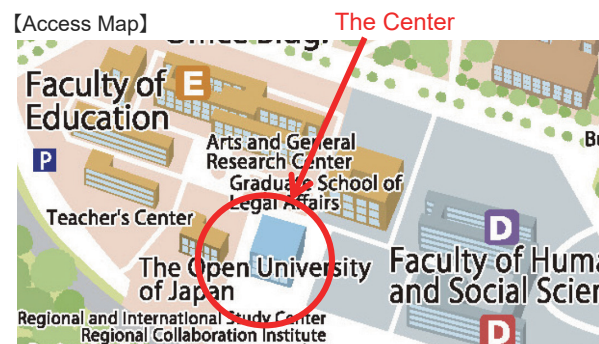 【Access Map】
The Center
Office Bldg.
Faculty of
Education
E
P
Arts and General
Research Center
Graduate School of
Legal Affairs
Teacher's Center
The Open University
of Japan
D
Faculty of Huma
and Social Scien
D
Regional and International Study Center
Regional Collaboration Institute